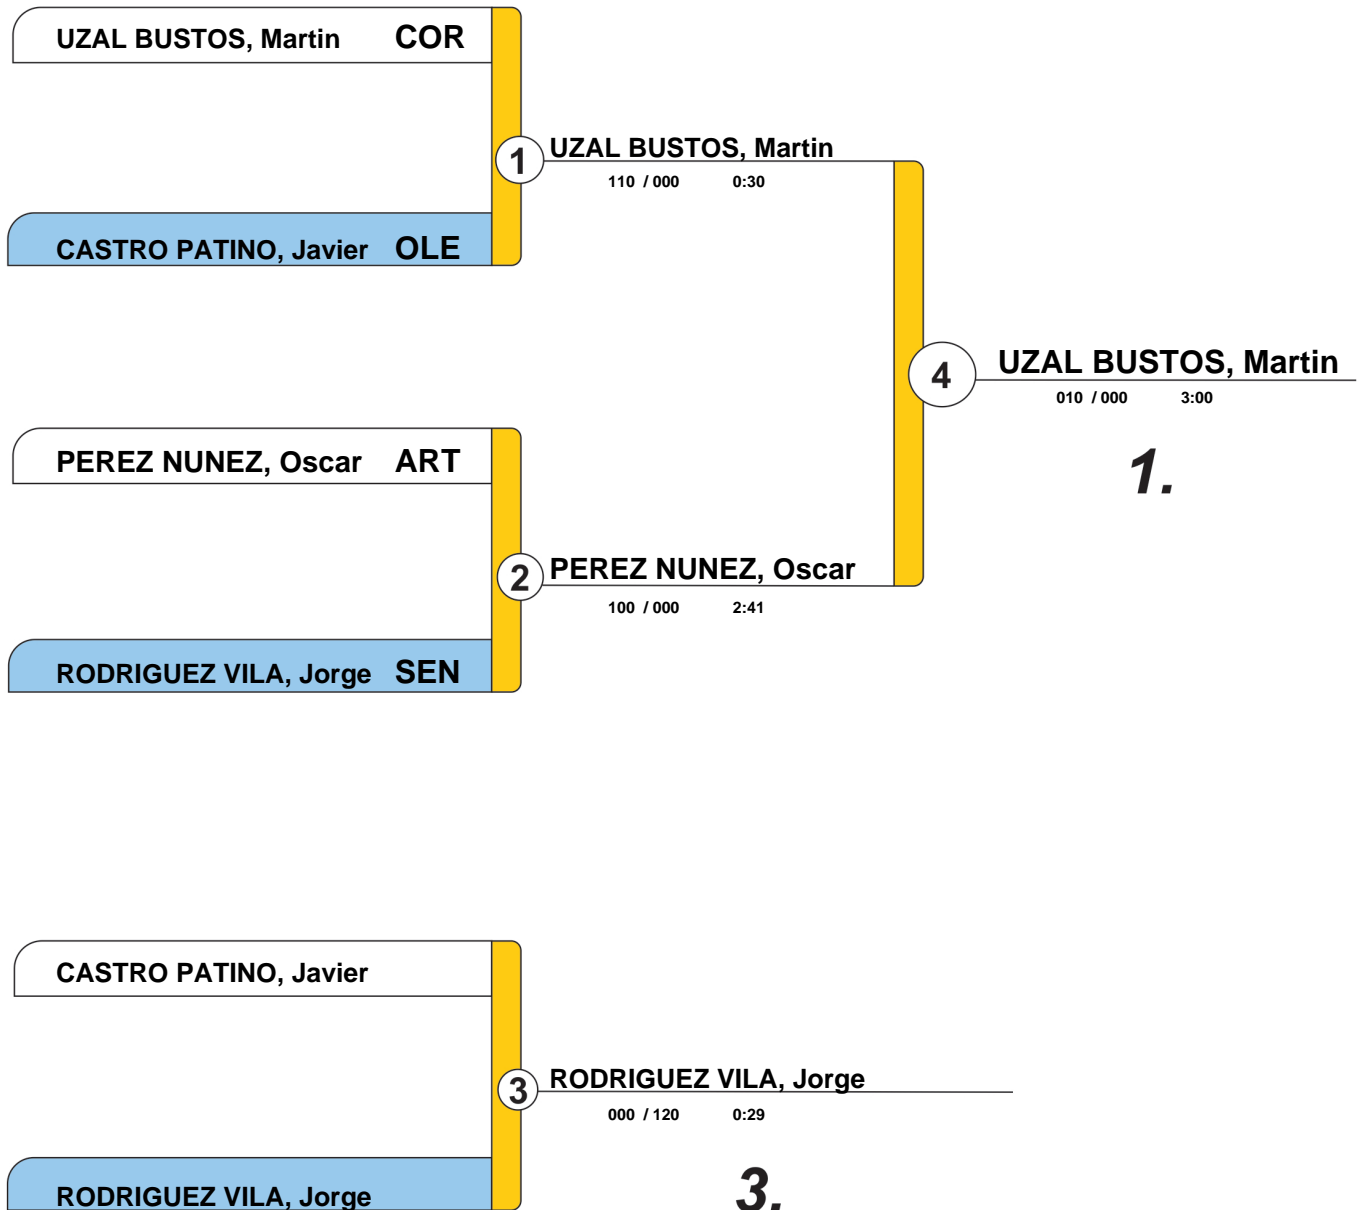 UZAL BUSTOS, Martin COR
1 UZAL BUSTOS, Martin
110 / 000 0:30
CASTRO PATINO, Javier OLE
4 UZAL BUSTOS, Martin
010 / 000 3:00
1.
PEREZ NUNEZ, Oscar ART
2 PEREZ NUNEZ, Oscar
100 / 000 2:41
RODRIGUEZ VILA, Jorge SEN
CASTRO PATINO, Javier
3 RODRIGUEZ VILA, Jorge
000 / 120 0:29
3.
RODRIGUEZ VILA, Jorge